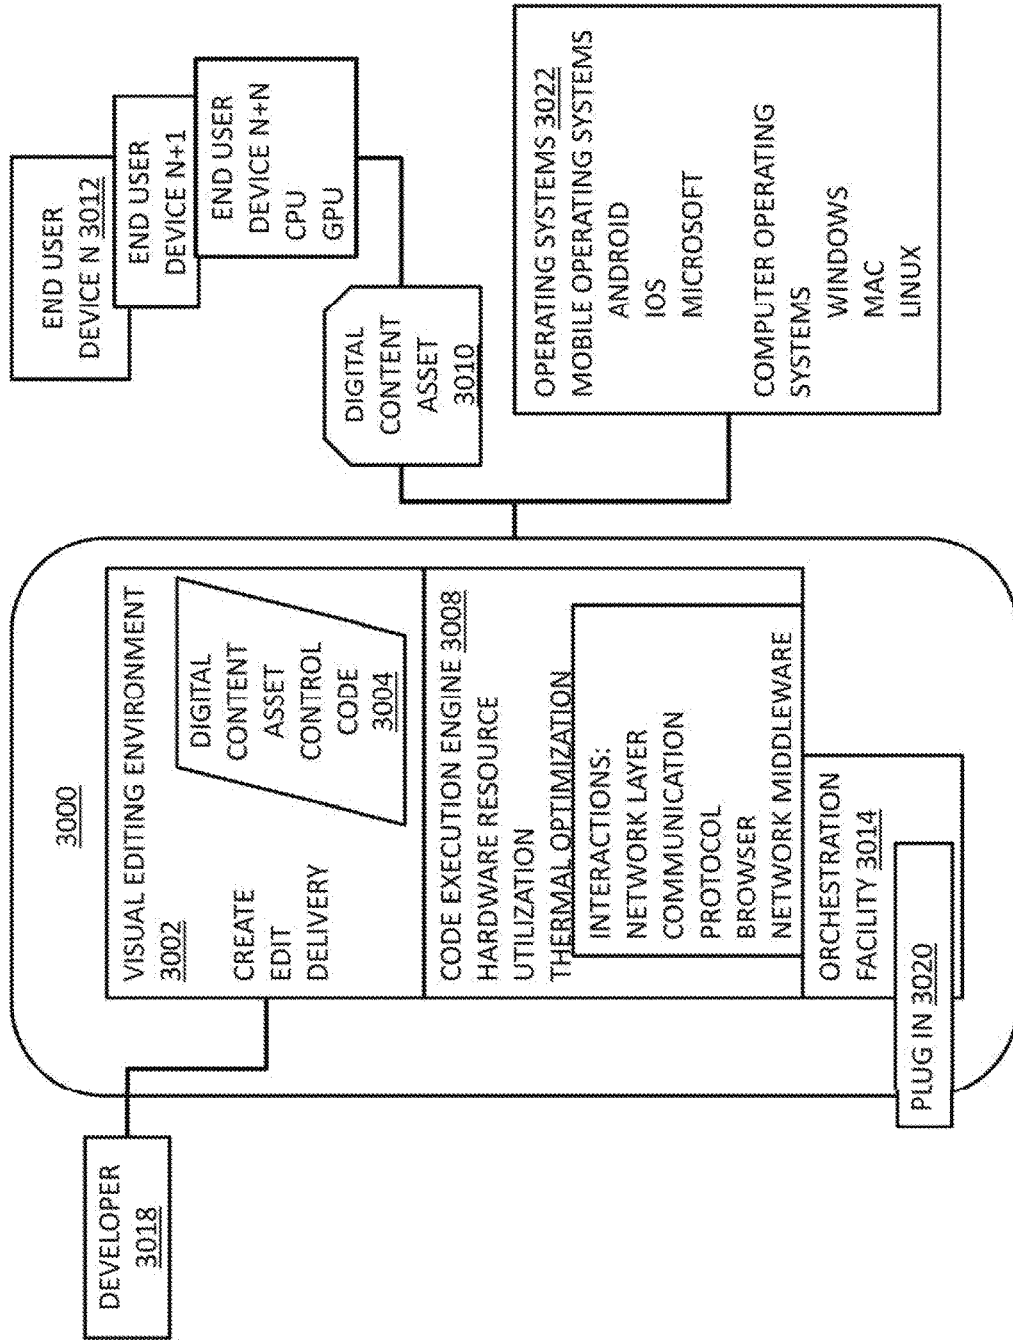 DEVELOPER
3018
3000
VISUAL EDITING ENVIRONMENT
3002
CREATE
EDIT
DELIVERY
DIGITAL
CONTENT
ASSET
CONTROL
CODE
3004
CODE EXECUTION ENGINE 3008
HARDWARE RESOURCE
UTILIZATION
THERMAL OPTIMIZATION
INTERACTIONS:
NETWORK LAYER
COMMUNICATION
PROTOCOL
BROWSER
NETWORK MIDDLEWARE
ORCHESTRATION
FACILITY 3014
PLUG IN 3020
END USER
DEVICE N 3012
END USER
DEVICE N+1
END USER
DEVICE N+N
CPU
GPU
DIGITAL
CONTENT
ASSET
3010
OPERATING SYSTEMS 3022
MOBILE OPERATING SYSTEMS
ANDROID
IOS
MICROSOFT
COMPUTER OPERATING
SYSTEMS
WINDOWS
MAC
LINUX